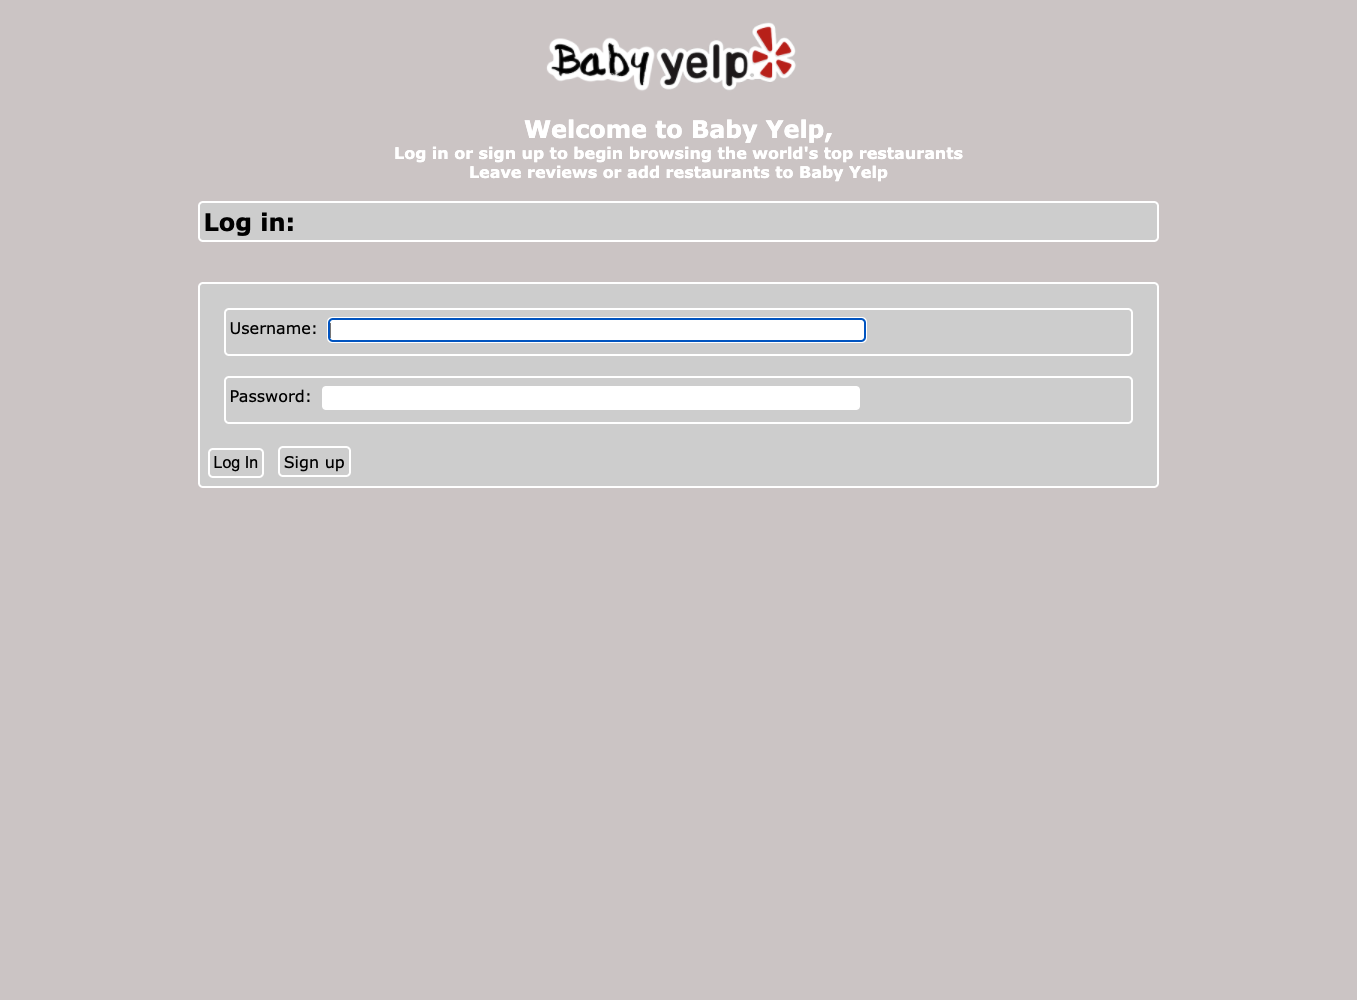 Baby yelp
Welcome to Baby Yelp,
Log in or sign up to begin browsing the world's top restaurants
Leave reviews or add restaurants to Baby Yelp
Log in:
Username:
Password:
Log In Sign up